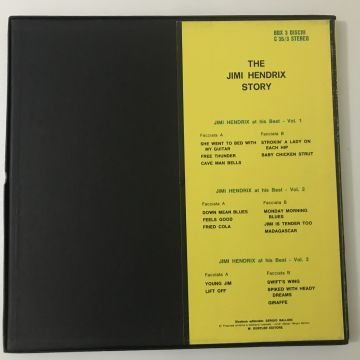 BOX 3 DISCHI
C 35/3 STEREO
THE
JIMI HENDRIX
STORY
JIMI HENDRIX at his Best - Vol. 1
Facciata A
SHE WENT TO BED WITH
MY GUITAR
FREE THUNDER
CAVE MAN BELLS
Facciata B
STROKIN' A LADY ON
EACH HIP
BABY CHICKEN STRUT
JIMI HENDRIX at his Best - Vol. 2
Facciata A
DOWN MEAN BLUES
FEELS GOOD
FRIED COLA
Facciata B
MONDAY MORNING
BLUES
JIMI IS TENDER TOO
MADAGASCAR
JIMI HENDRIX at his Best - Vol. 3
Facciata A
YOUNG JIM
LIFT OFF
Facciata B
SWIFT'S WING
SPIKED WITH HEADY
DREAMS
GIRAFFE